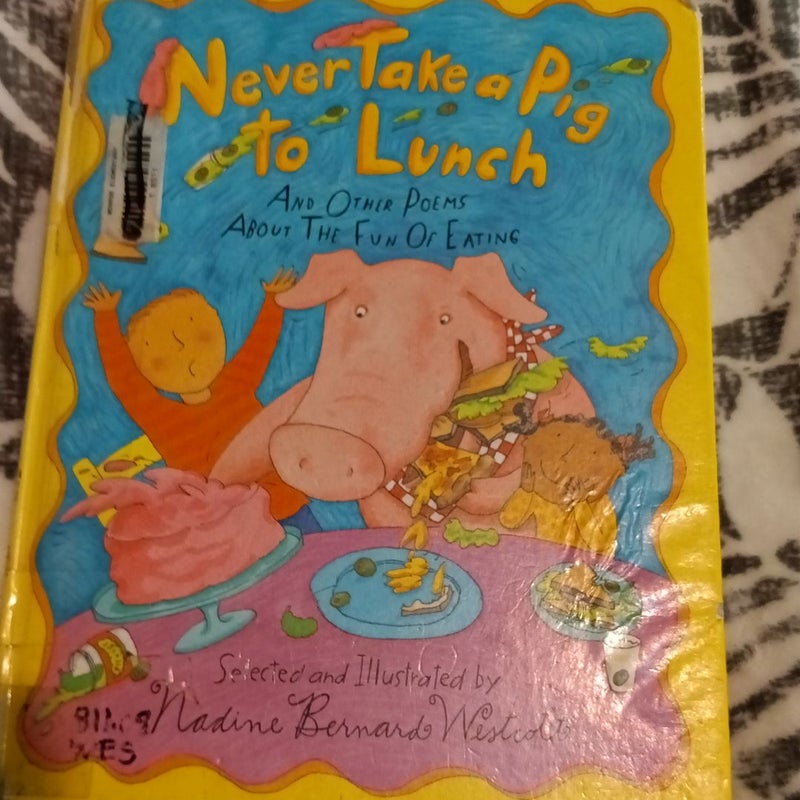 Never Take a Pig
to Lunch
And Other Poems
About The Fun Of Eating
Selected and Illustrated by
Nadine Bernard Westcott
WES